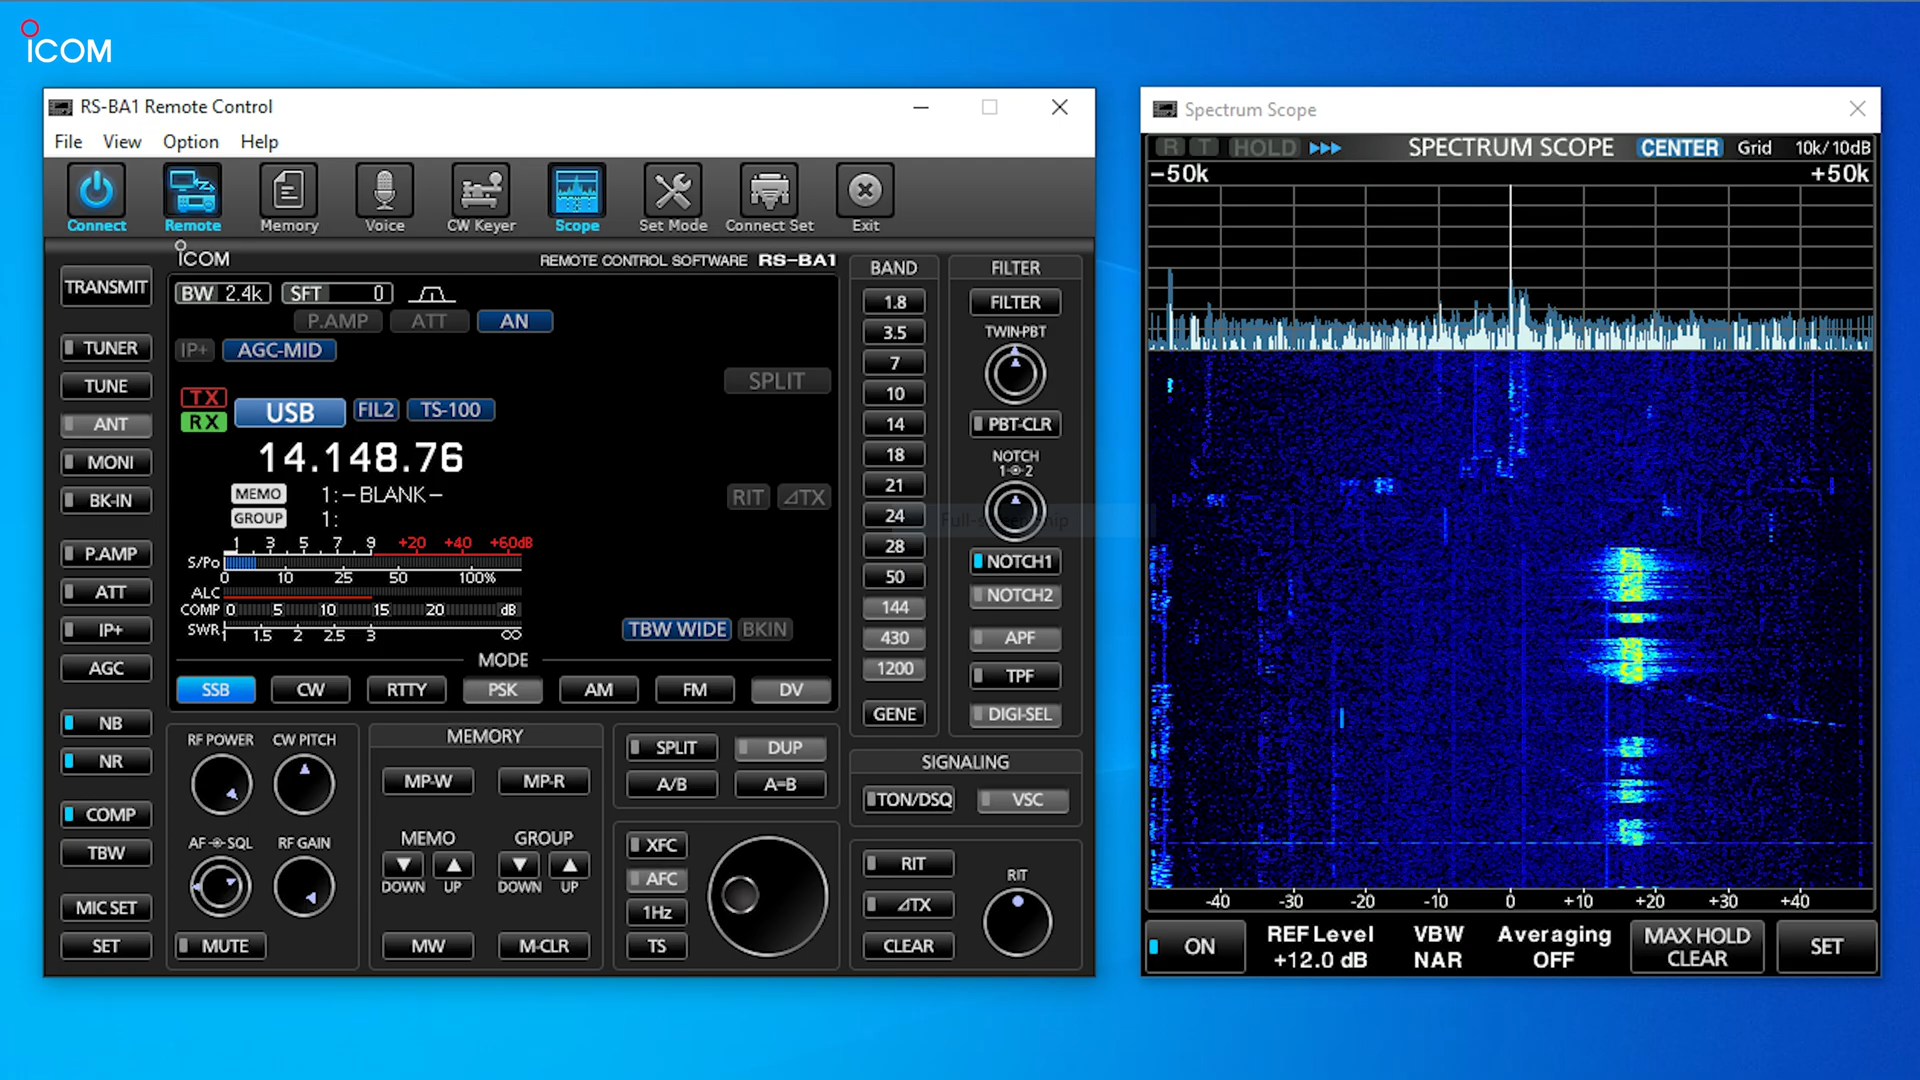 iCOM
RS-BA1 Remote Control
File View Option Help
Connect Remote Memory Voice CW Keyer Scope Set Mode Connect Set Exit
iCOM
REMOTE CONTROL SOFTWARE RS-BA1
TRANSMIT
TUNER
TUNE
ANT
MONI
BK-IN
P.AMP
ATT
IP+
AGC
NB
NR
COMP
TBW
MIC SET
SET
BW 2.4k SFT 0
P.AMP ATT AN
IP+ AGC-MID
SPLIT
TX
RX
USB FIL2 TS-100
14.148.76
MEMO 1:-BLANK-
GROUP 1:
RIT ⊿TX
1 3 5 7 9 +20 +40 +60dB
S/Po
0 10 25 50 100%
ALC
COMP 0 5 10 15 20 dB
SWR 1 1.5 2 2.5 3 ∞
TBW WIDE BKIN
MODE
SSB CW RTTY PSK AM FM DV
RF POWER CW PITCH
AF SQL RF GAIN
MUTE
MEMORY
MP-W MP-R
MEMO GROUP
DOWN UP DOWN UP
MW M-CLR
SPLIT DUP
A/B A=B
XFC
AFC
1Hz
TS
BAND
1.8
3.5
7
10
14
18
21
24
28
50
144
430
1200
GENE
FILTER
FILTER
TWIN-PBT
PBT-CLR
NOTCH
1 2
NOTCH1
NOTCH2
APF
TPF
DIGI-SEL
SIGNALING
TON/DSQ VSC
RIT
⊿TX
CLEAR
RIT
Spectrum Scope
R T HOLD SPECTRUM SCOPE CENTER Grid 10k/10dB
-50k +50k
-40 -30 -20 -10 0 +10 +20 +30 +40
ON
REF Level
+12.0 dB
VBW
NAR
Averaging
OFF
MAX HOLD
CLEAR
SET